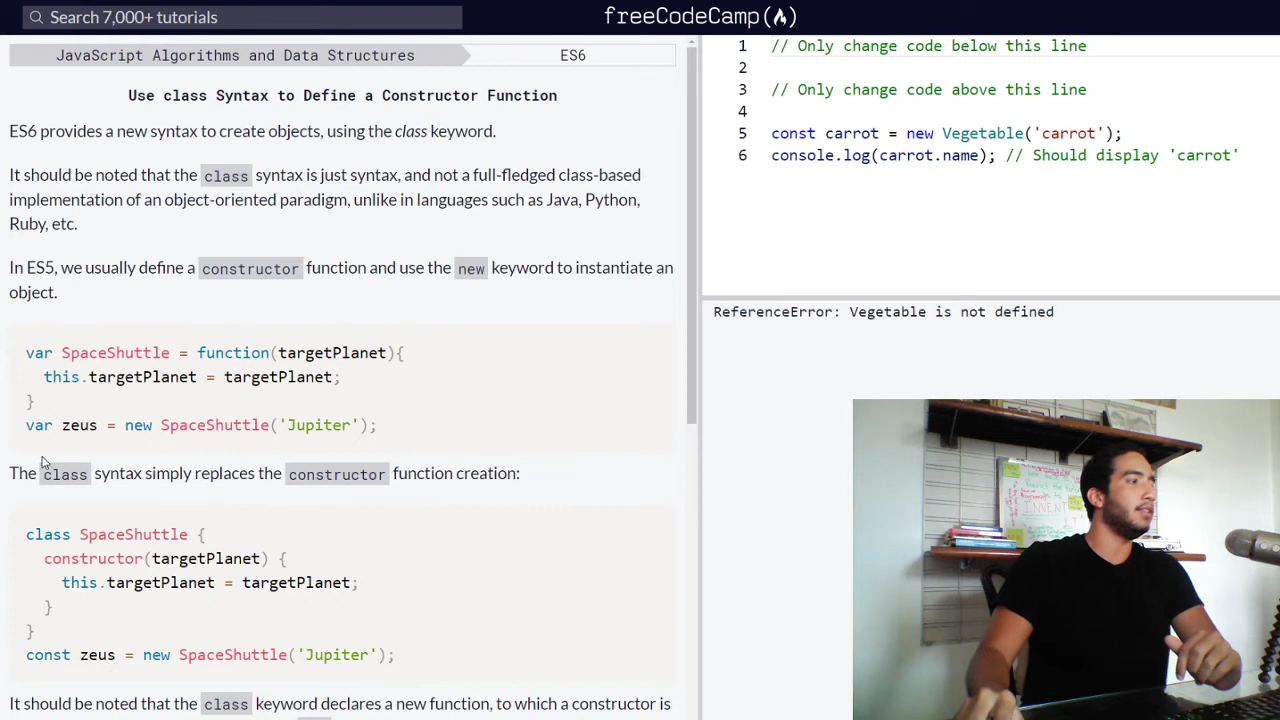 Search 7,000+ tutorials
freeCodeCamp(🔥)
JavaScript Algorithms and Data Structures
ES6
Use class Syntax to Define a Constructor Function
ES6 provides a new syntax to create objects, using the class keyword.
It should be noted that the class syntax is just syntax, and not a full-fledged class-based
implementation of an object-oriented paradigm, unlike in languages such as Java, Python,
Ruby, etc.
In ES5, we usually define a constructor function and use the new keyword to instantiate an
object.
var SpaceShuttle = function(targetPlanet){
this.targetPlanet = targetPlanet;
}
var zeus = new SpaceShuttle('Jupiter');
The class syntax simply replaces the constructor function creation:
class SpaceShuttle {
constructor(targetPlanet) {
this.targetPlanet = targetPlanet;
}
}
const zeus = new SpaceShuttle('Jupiter');
It should be noted that the class keyword declares a new function, to which a constructor is
1 // Only change code below this line
2
3 // Only change code above this line
4
5 const carrot = new Vegetable('carrot');
6 console.log(carrot.name); // Should display 'carrot'
ReferenceError: Vegetable is not defined
INVENT